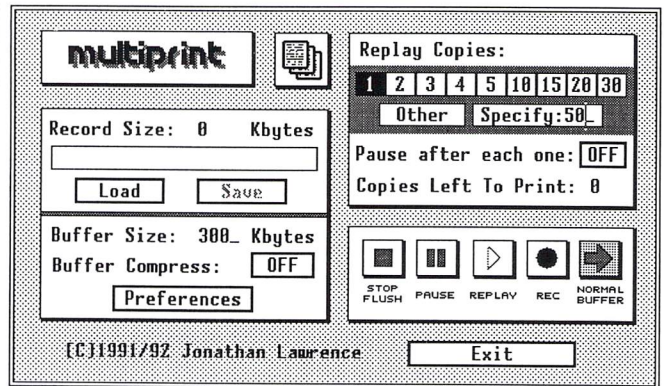 multiprint
Record Size: 0 Kbytes
Load Save
Buffer Size: 300_ Kbytes
Buffer Compress: OFF
Preferences
[C]1991/92 Jonathan Lawrence
Replay Copies:
1 2 3 4 5 10 15 20 30
Other Specify:50_
Pause after each one: OFF
Copies Left To Print: 0
STOP FLUSH PAUSE REPLAY REC NORMAL BUFFER
Exit